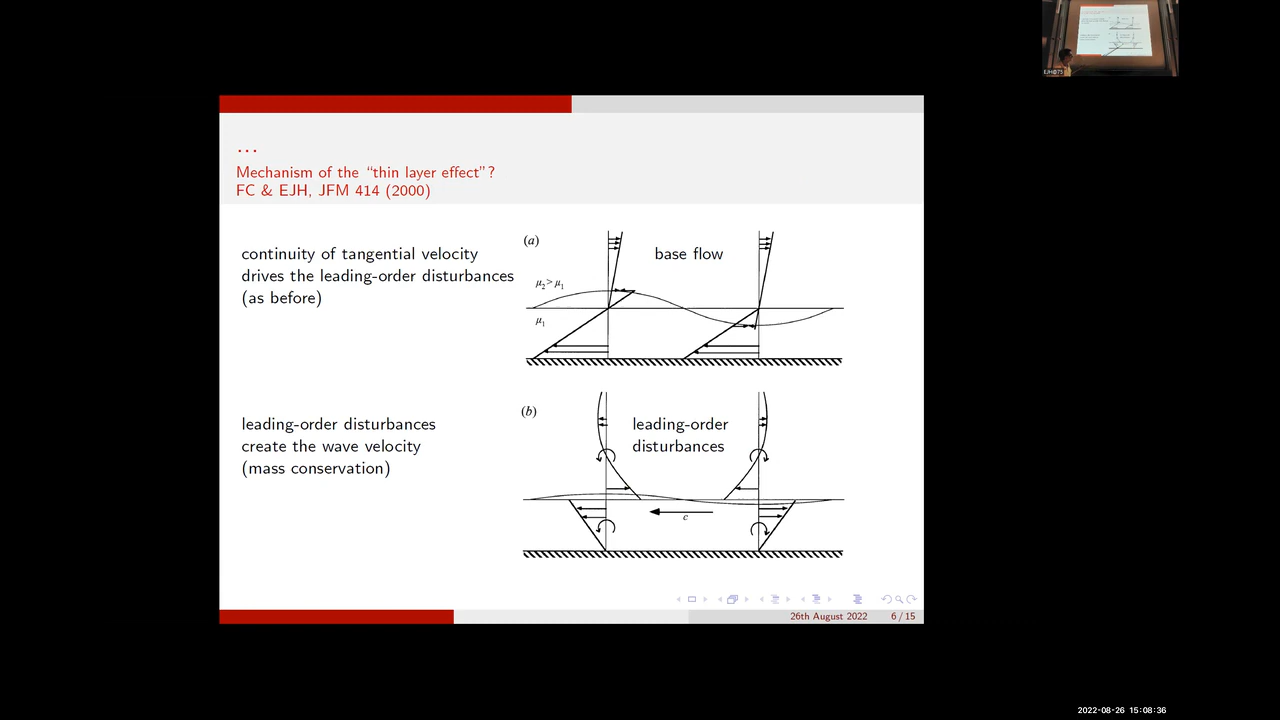 ...
Mechanism of the “thin layer effect”?
FC & EJH, JFM 414 (2000)
continuity of tangential velocity
drives the leading-order disturbances
(as before)
(a)
base flow
μ₂ > μ₁
μ₁
leading-order disturbances
create the wave velocity
(mass conservation)
(b)
leading-order
disturbances
c
26th August 2022 6 / 15
EJH@75
2022-08-26 15:08:36